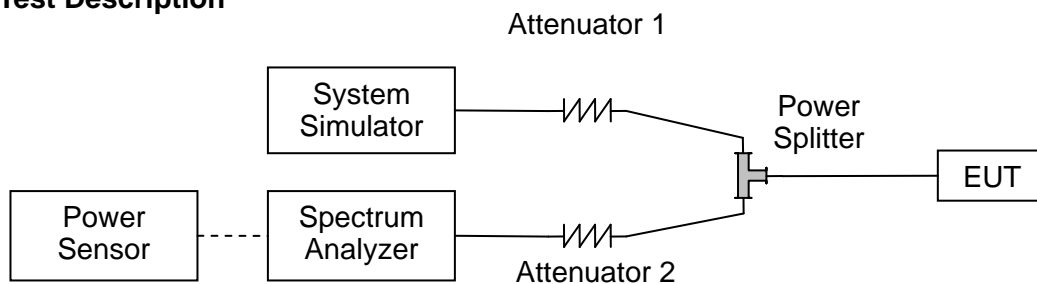 Test Description
Attenuator 1
System
Simulator
Power
Splitter
EUT
Power
Sensor
Spectrum
Analyzer
Attenuator 2